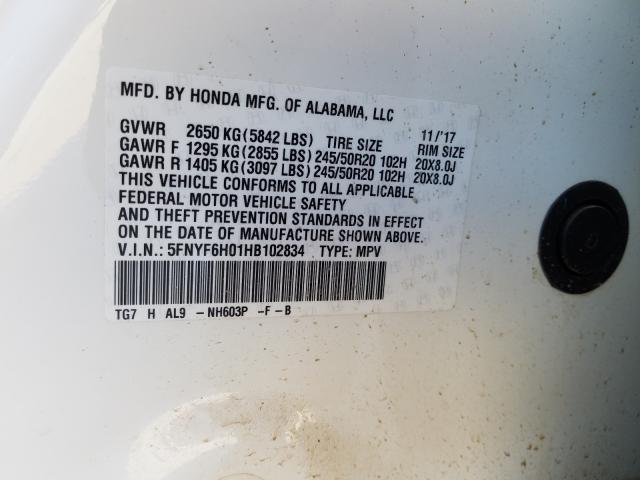 MFD. BY HONDA MFG. OF ALABAMA, LLC
11/'17
GVWR 2650 KG(5842 LBS) TIRE SIZE RIM SIZE
GAWR F 1295 KG(2855 LBS) 245/50R20 102H 20X8.0J
GAWR R 1405 KG(3097 LBS) 245/50R20 102H 20X8.0J
THIS VEHICLE CONFORMS TO ALL APPLICABLE
FEDERAL MOTOR VEHICLE SAFETY
AND THEFT PREVENTION STANDARDS IN EFFECT
ON THE DATE OF MANUFACTURE SHOWN ABOVE.
V.I.N.: 5FNYF6H01HB102834 TYPE: MPV
TG7 H AL9 - NH603P -F - B